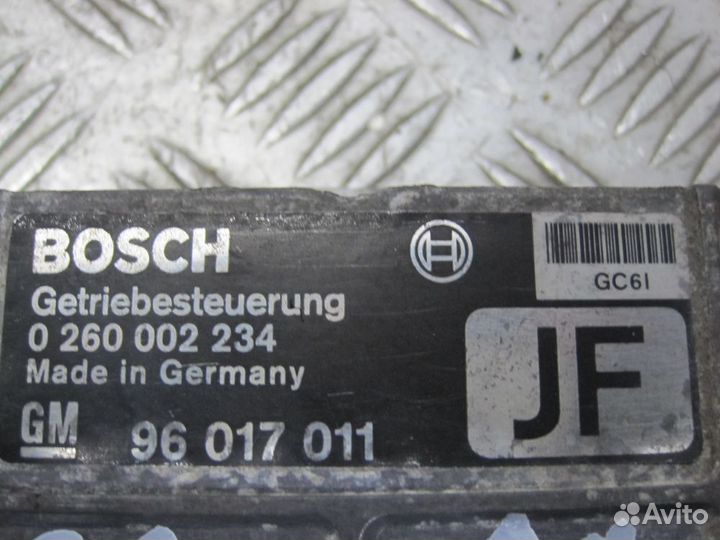 BOSCH
GC6I
Getriebesteuerung
0 260 002 234
Made in Germany
JF
GM
96 017 011
Avito